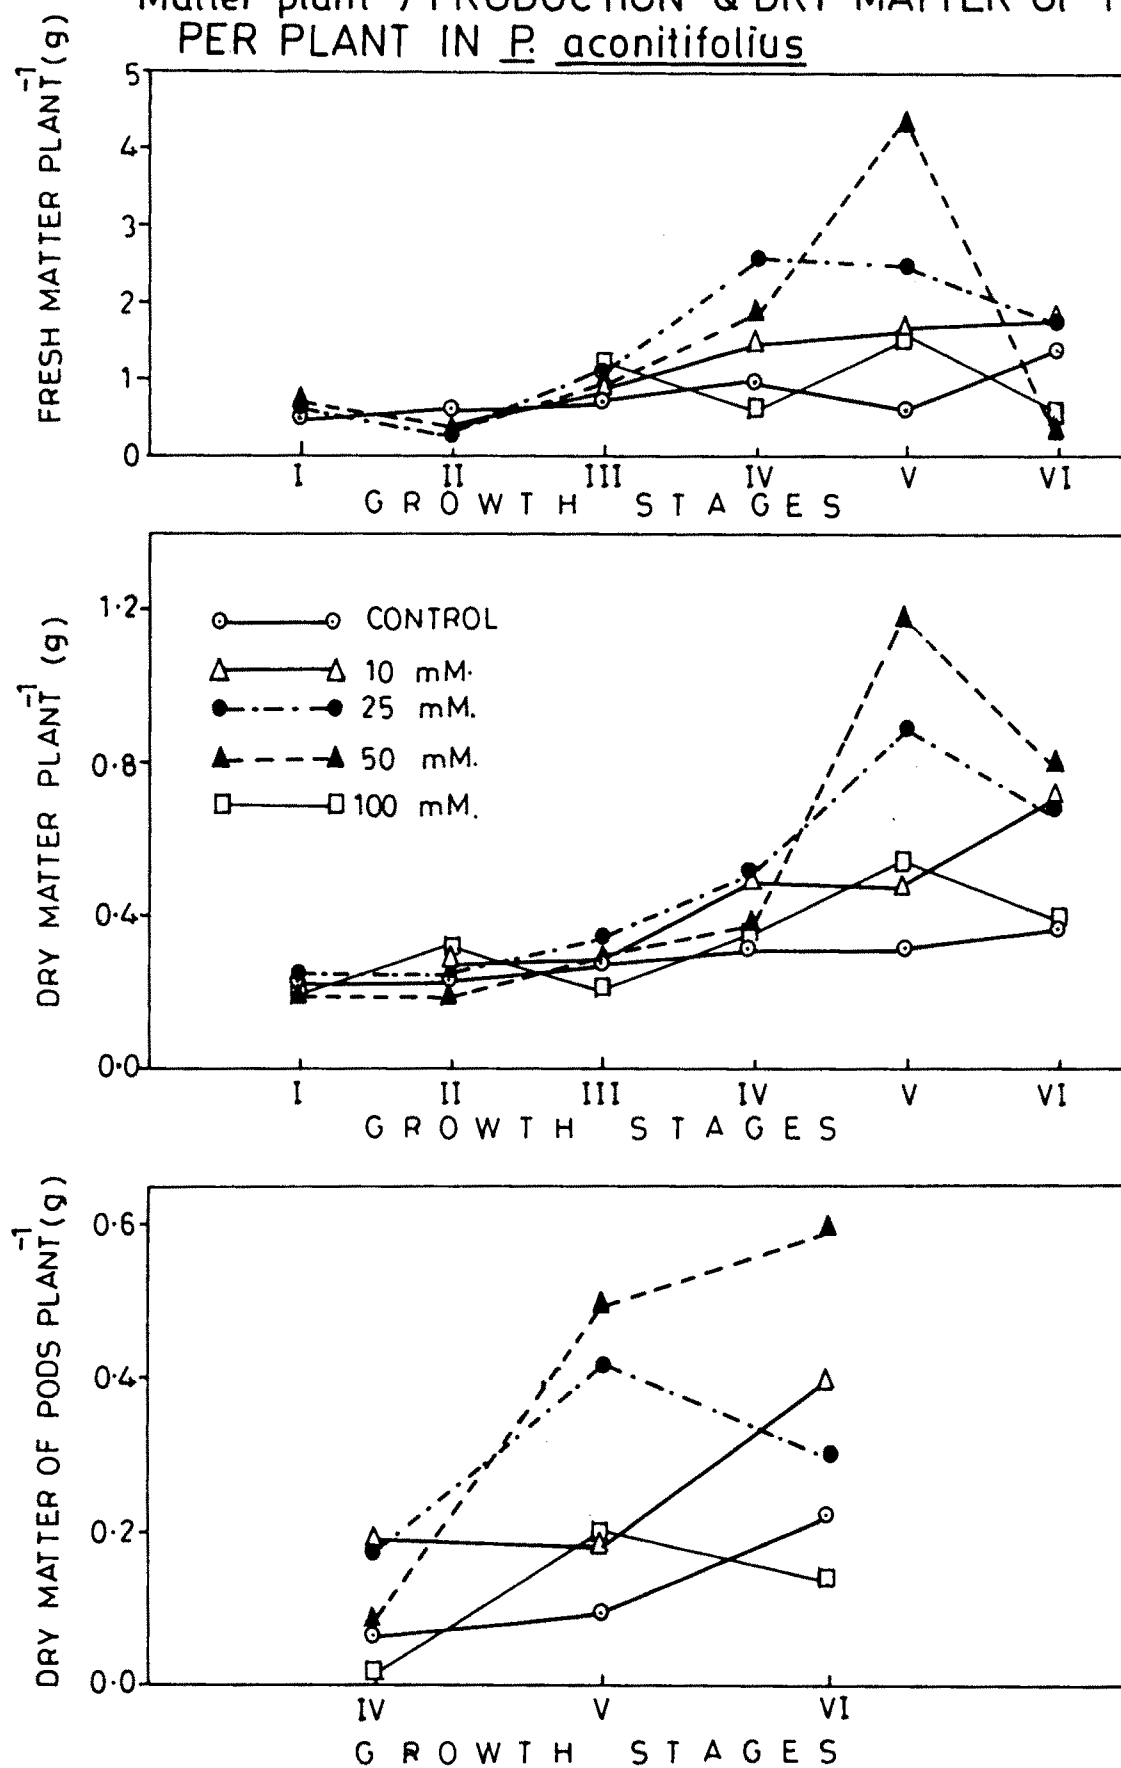 PER PLANT IN P. aconitifolius
FRESH MATTER PLANT⁻¹ (g)
5
4
3
2
1
0
I II III IV V VI
GROWTH STAGES
DRY MATTER PLANT⁻¹ (g)
1·2
0·8
0·4
0·0
CONTROL
10 mM.
25 mM.
50 mM.
100 mM.
I II III IV V VI
GROWTH STAGES
DRY MATTER OF PODS PLANT⁻¹ (g)
0·6
0·4
0·2
0·0
IV V VI
GROWTH STAGES